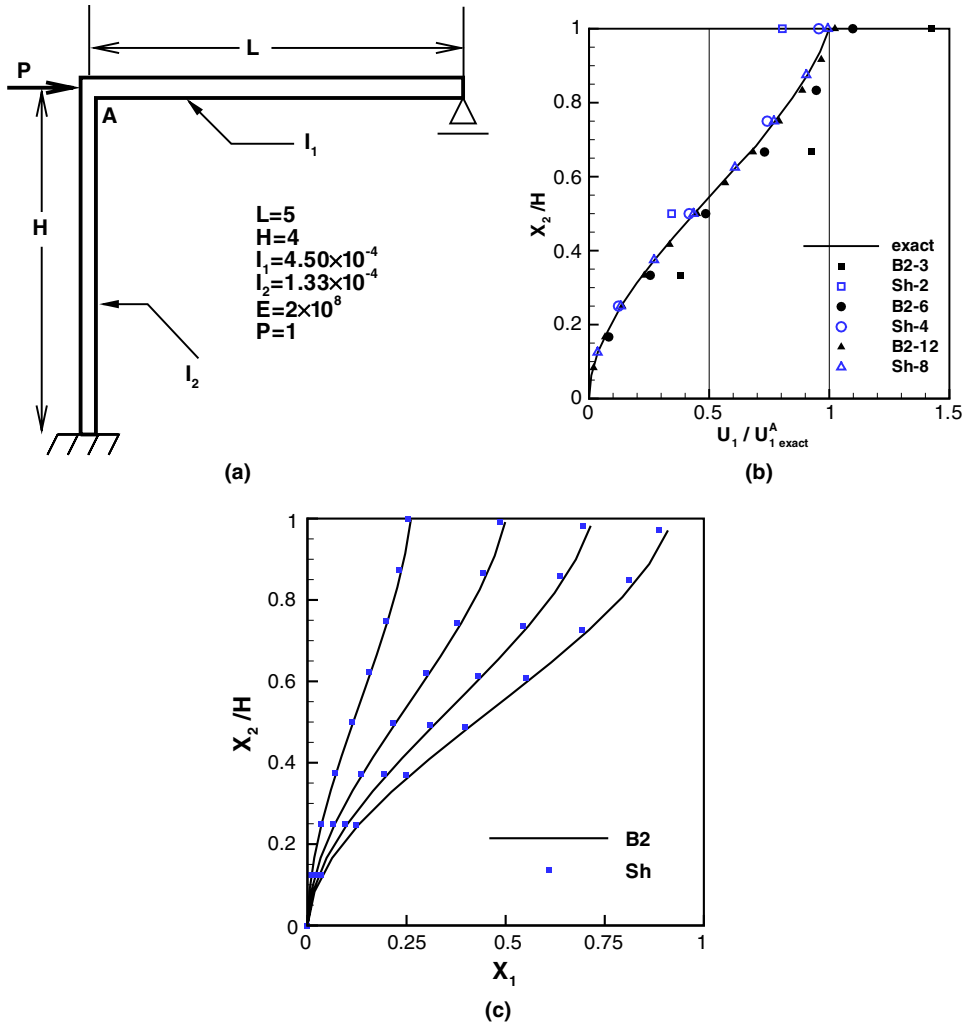 L
P
A
I₁
H
L=5
H=4
I₁=4.50×10⁻⁴
I₂=1.33×10⁻⁴
E=2×10⁸
P=1
I₂
(a)
1
0.8
0.6
0.4
0.2
0
X₂/H
exact
B2-3
Sh-2
B2-6
Sh-4
B2-12
Sh-8
0 0.5 1 1.5
U₁ / U₁ᴬ exact
(b)
1
0.8
0.6
0.4
0.2
0
X₂/H
B2
Sh
0 0.25 0.5 0.75 1
X₁
(c)